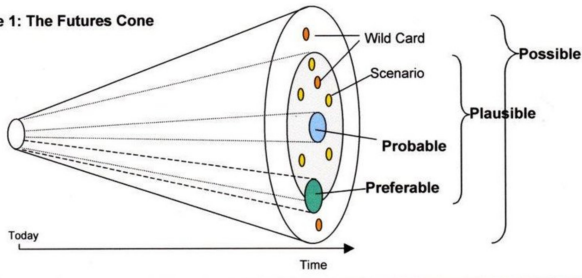 e 1: The Futures Cone
Wild Card
Possible
Scenario
Plausible
Probable
Preferable
Today
Time